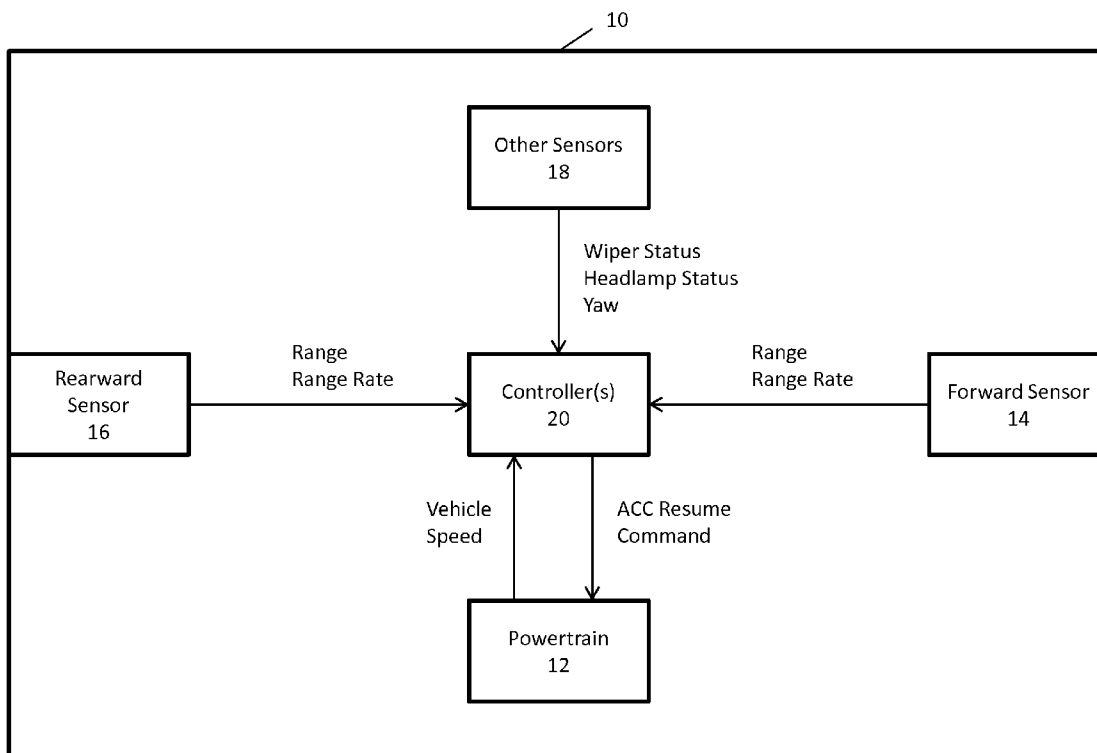 10
Other Sensors
18
Wiper Status
Headlamp Status
Yaw
Rearward
Sensor
16
Range
Range Rate
Controller(s)
20
Range
Range Rate
Forward Sensor
14
Vehicle
Speed
ACC Resume
Command
Powertrain
12